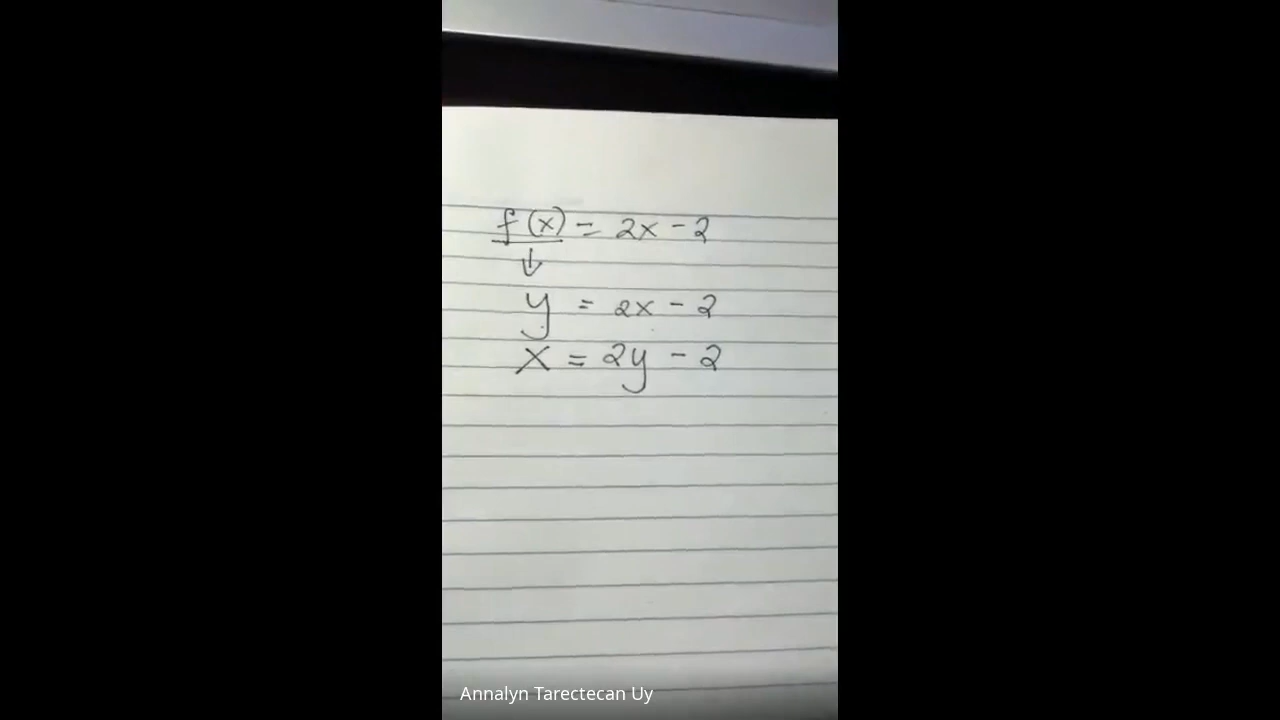 f(x) = 2x - 2
↓
y = 2x - 2
x = 2y - 2
Annalyn Tarectecan Uy